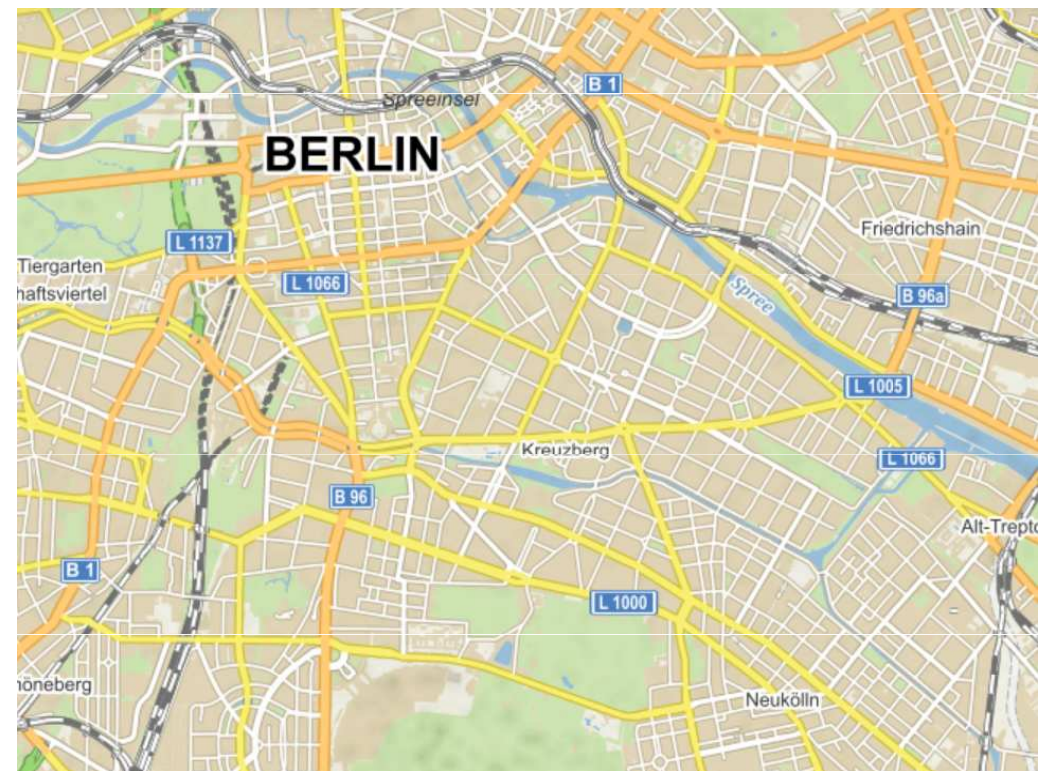 B 1
Spreeinsel
BERLIN
Friedrichshain
L 1137
Tiergarten
haftsviertel
L 1066
Spree
B 96a
L 1005
Kreuzberg
L 1066
B 96
Alt-Trepto
B 1
L 1000
höneberg
Neukölln